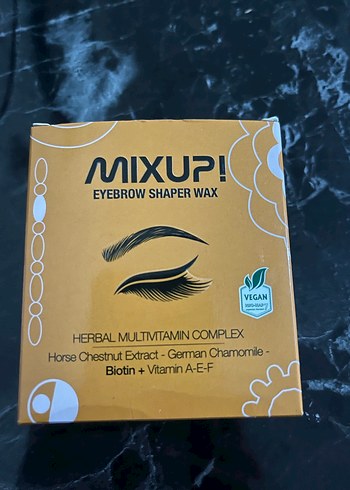 MIXUP!
EYEBROW SHAPER WAX
VEGAN
HERBAL MULTIVITAMIN COMPLEX
Horse Chestnut Extract - German Chamomile -
Biotin + Vitamin A-E-F